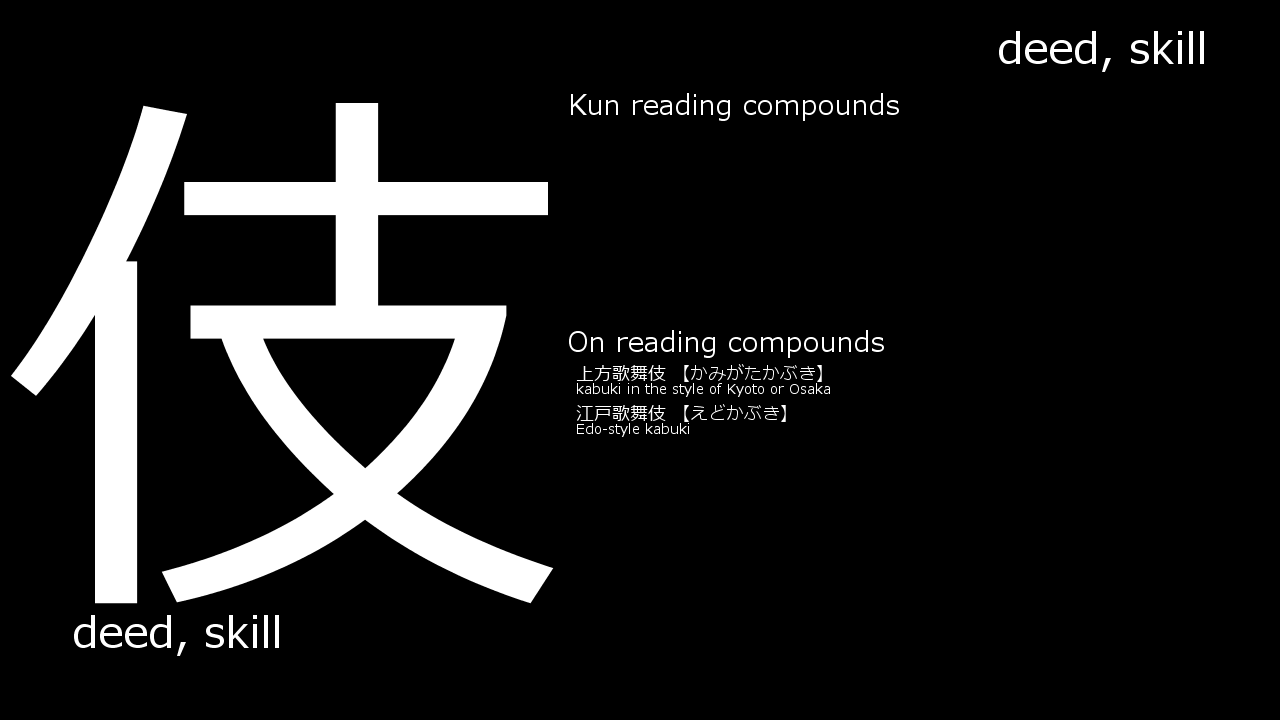 deed, skill
伎
Kun reading compounds
On reading compounds
上方歌舞伎 【かみがたかぶき】
kabuki in the style of Kyoto or Osaka
江戸歌舞伎 【えどかぶき】
Edo-style kabuki
deed, skill